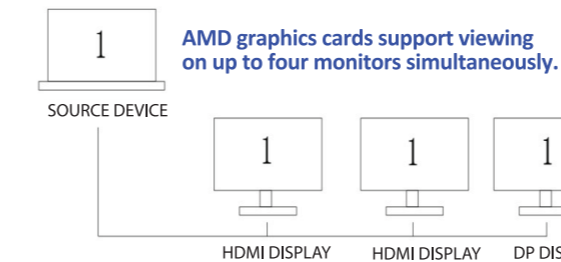 1
AMD graphics cards support viewing
on up to four monitors simultaneously.
SOURCE DEVICE
1
1
1
HDMI DISPLAY
HDMI DISPLAY
DP